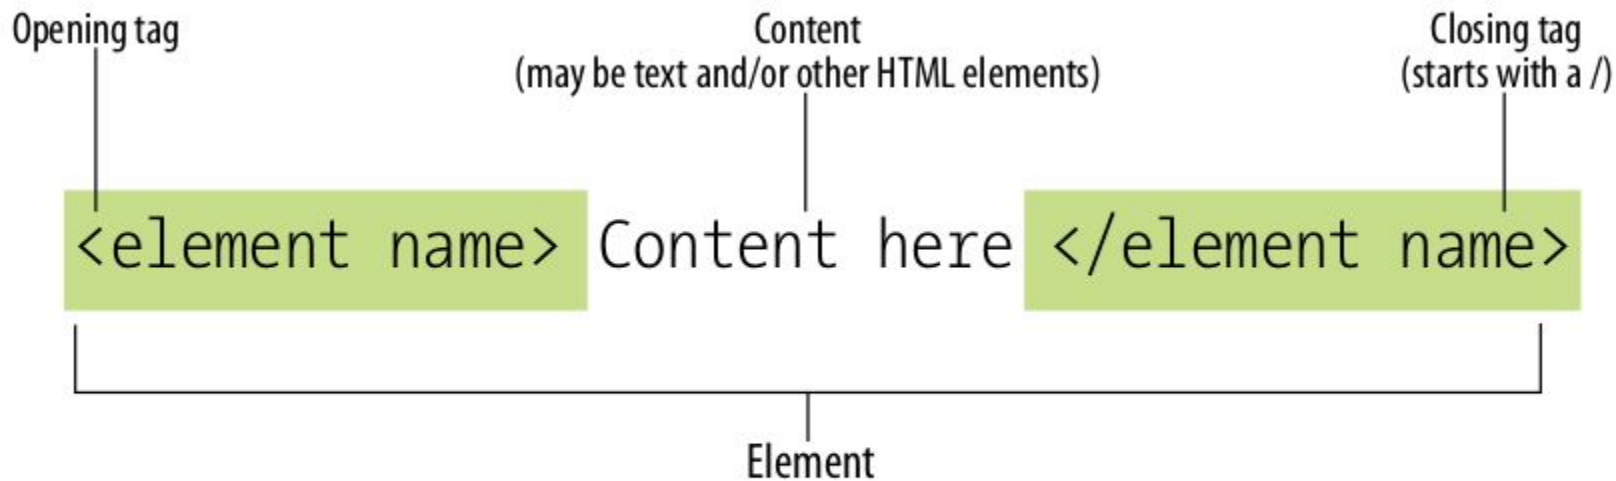 Opening tag
Content
(may be text and/or other HTML elements)
Closing tag
(starts with a /)
<element name> Content here </element name>
Element